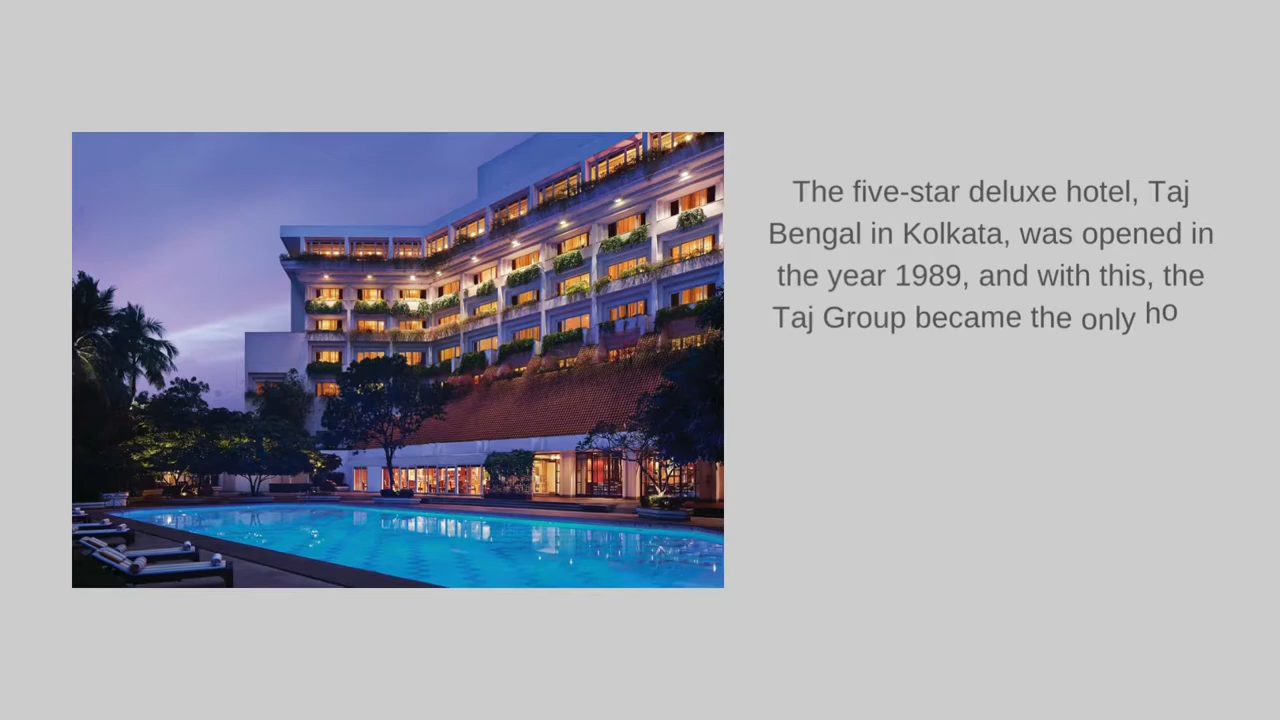 The five-star deluxe hotel, Taj
Bengal in Kolkata, was opened in
the year 1989, and with this, the
Taj Group became the only ho